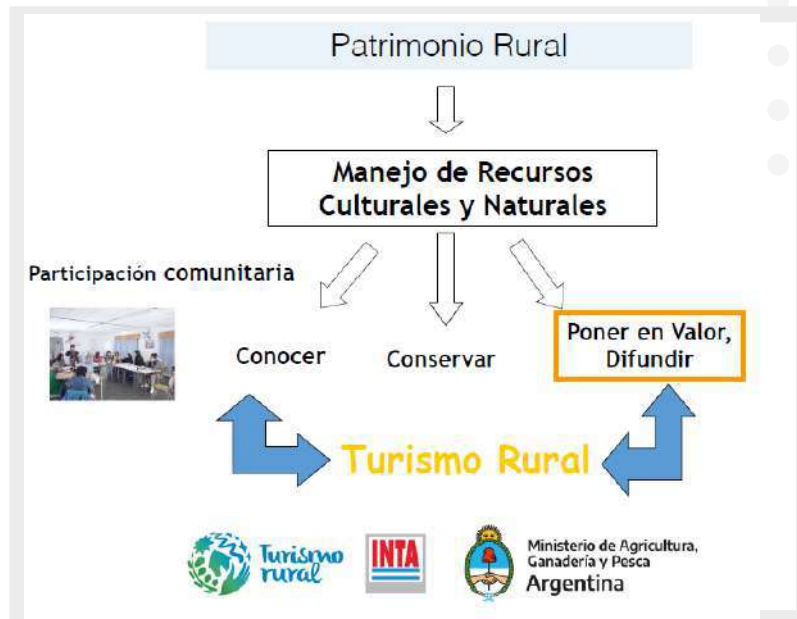 Patrimonio Rural
Manejo de Recursos
Culturales y Naturales
Participación comunitaria
Conocer
Conservar
Poner en Valor,
Difundir
Turismo Rural
Turismo
rural
INTA
Ministerio de Agricultura,
Ganadería y Pesca
Argentina